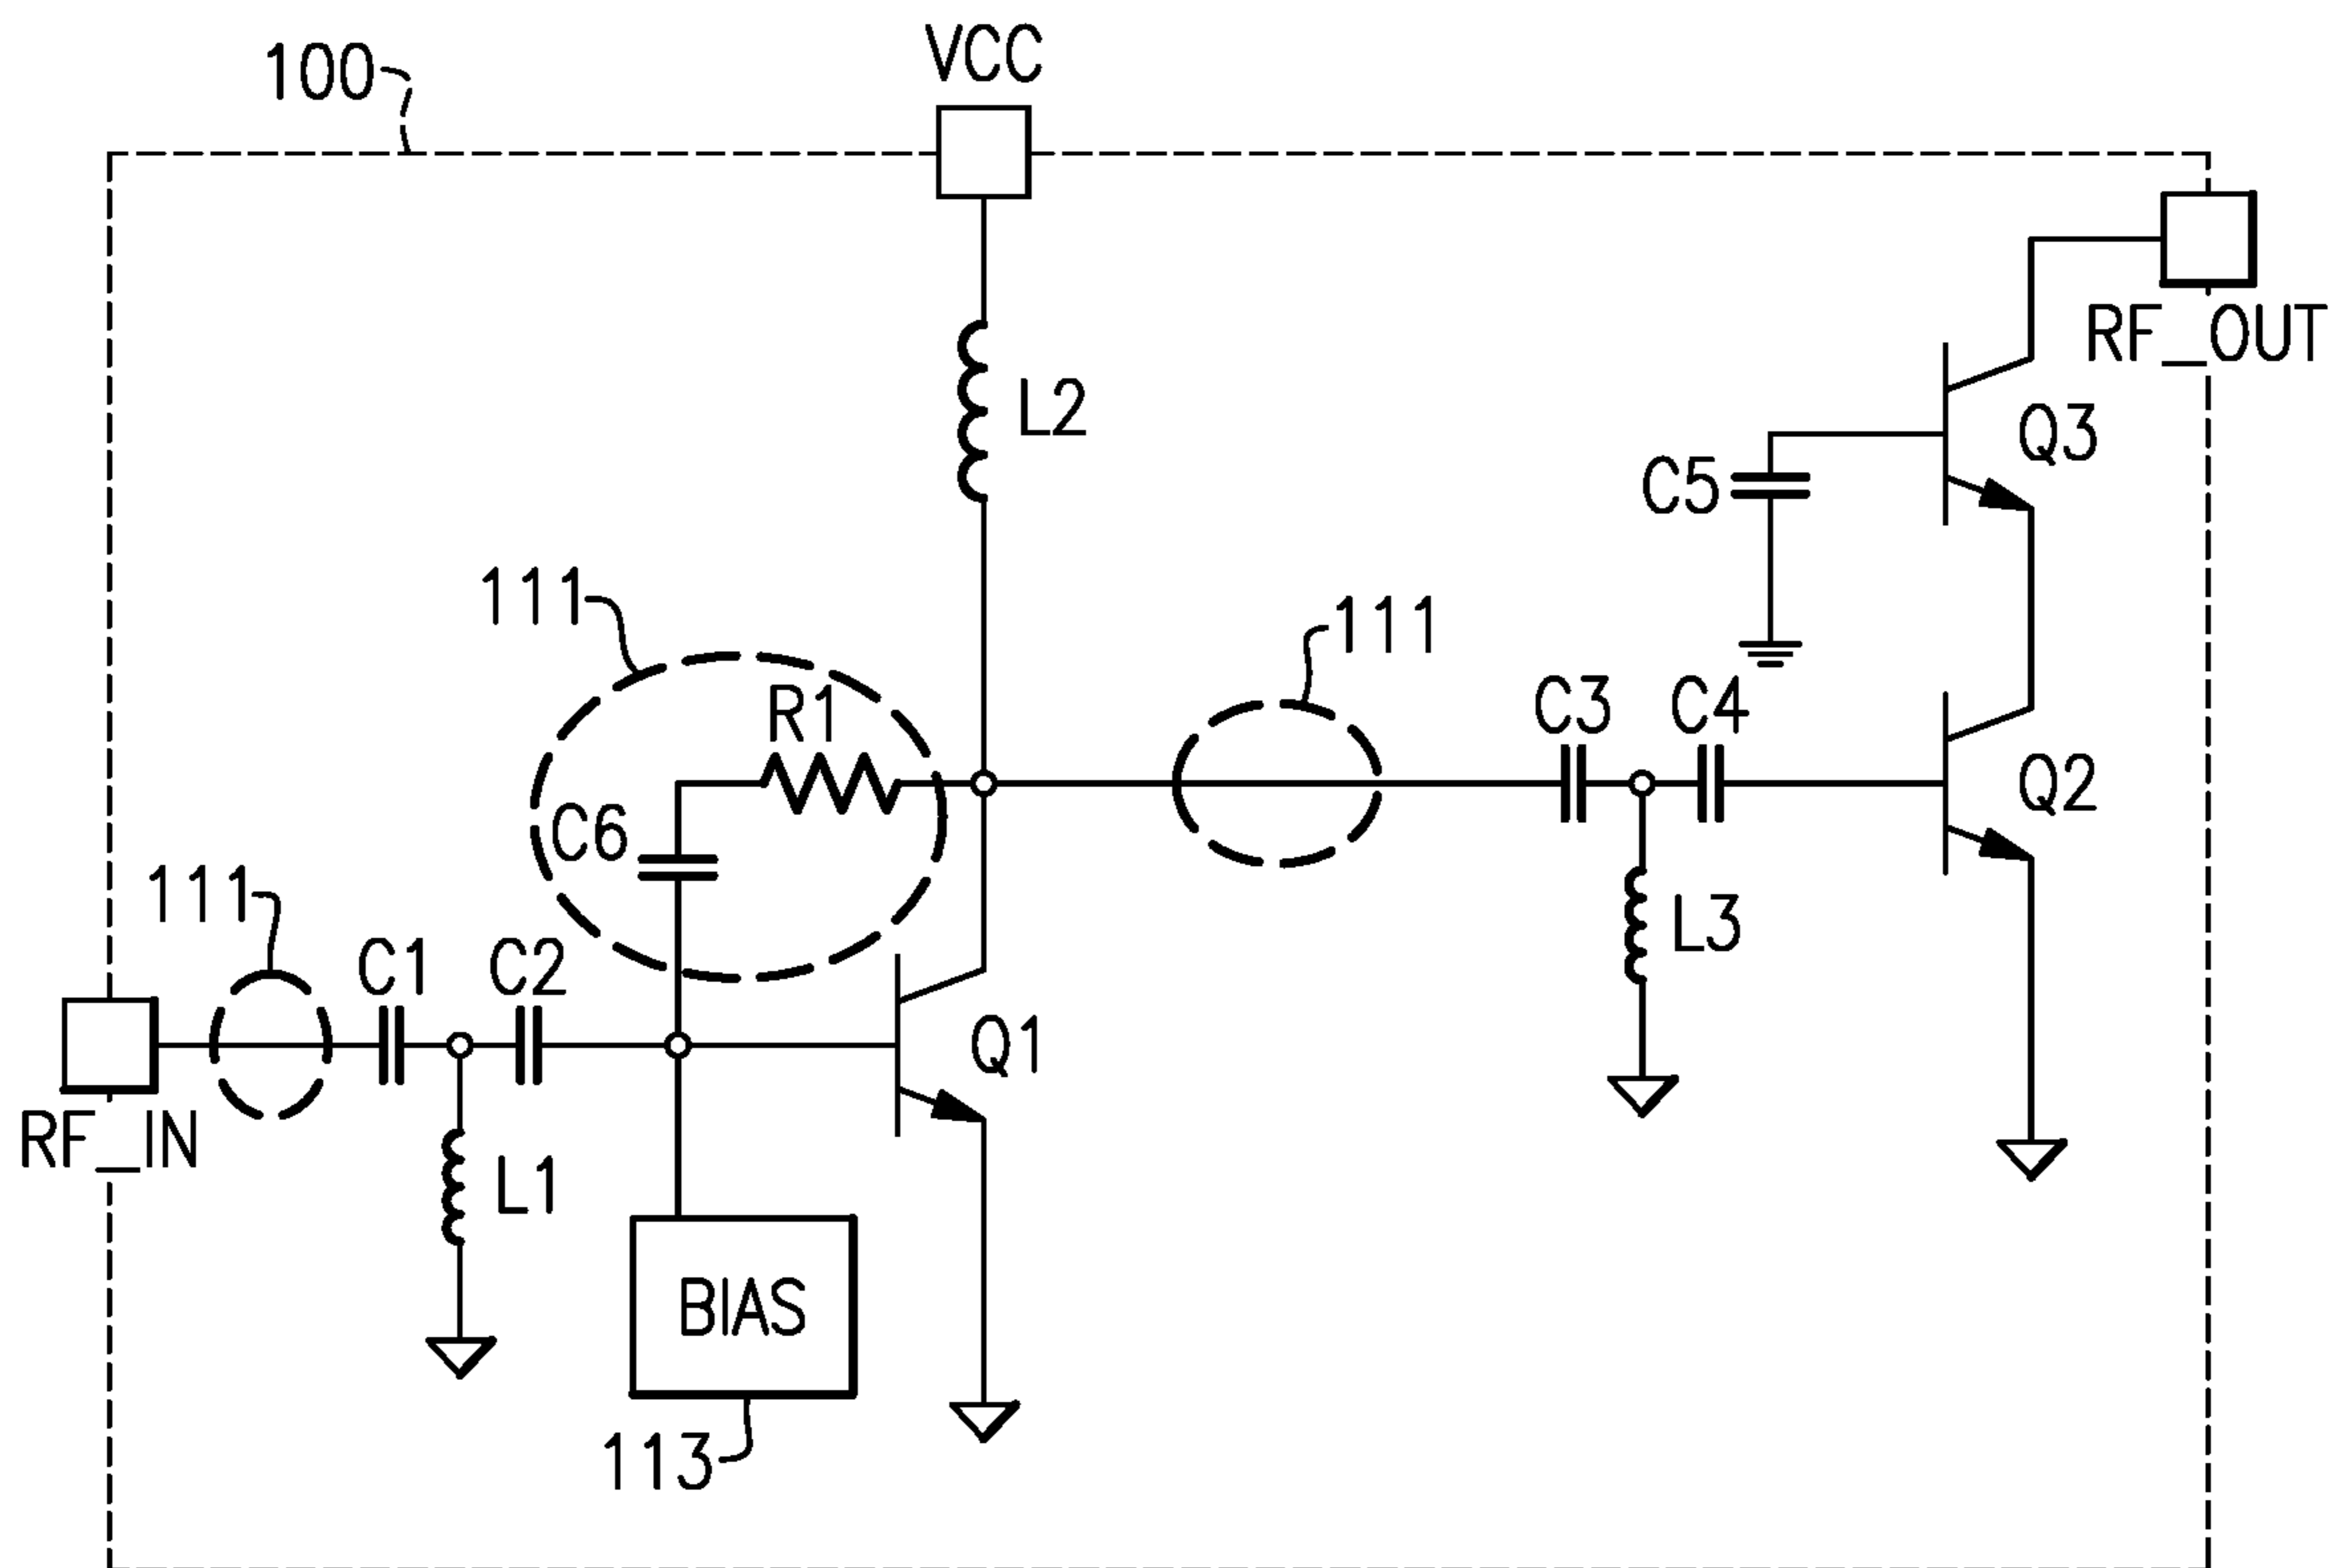 100
VCC
RF_OUT
L2
Q3
C5
111
111
R1
C3
C4
Q2
C6
111
L3
C1
C2
Q1
RF_IN
L1
BIAS
113